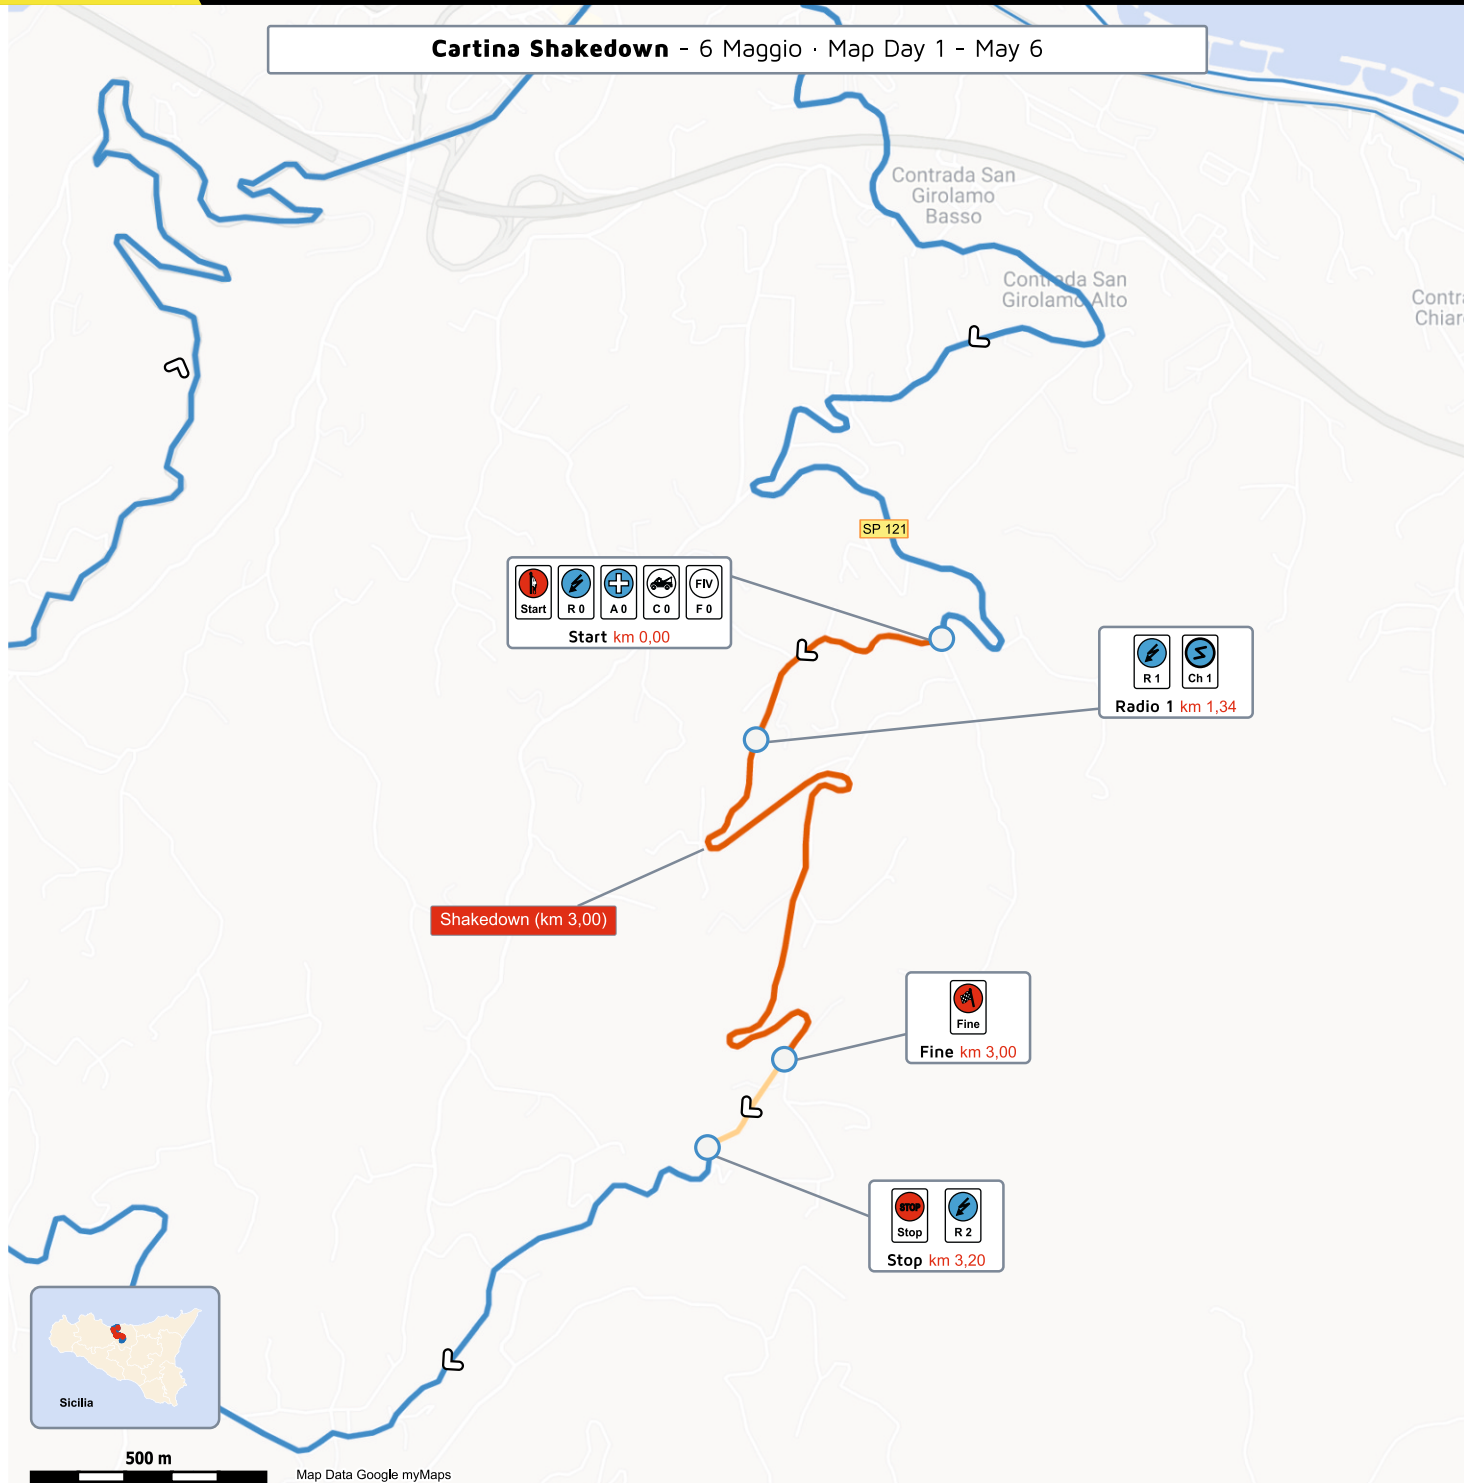 Cartina Shakedown - 6 Maggio · Map Day 1 - May 6
Contrada San
Girolamo
Basso
Contrada San
Girolamo Alto
SP 121
FIV
Start R 0 A 0 C 0 F 0
Start km 0,00
R 1 Ch 1
Radio 1 km 1,34
Shakedown (km 3,00)
Fine
Fine km 3,00
STOP
Stop R 2
Stop km 3,20
Sicilia
500 m
Map Data Google myMaps